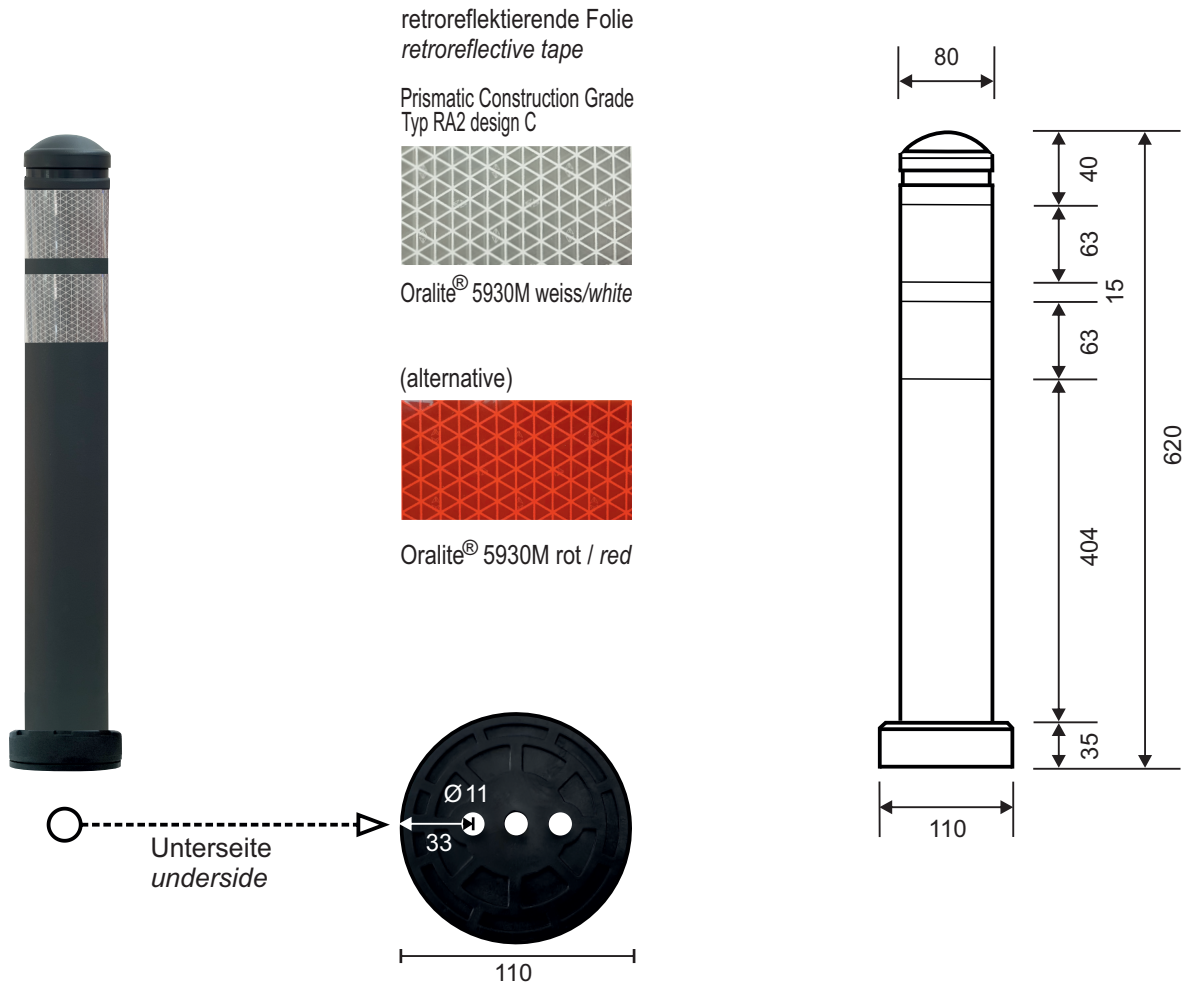 retroreflektierende Folie
retroreflective tape
Prismatic Construction Grade
Typ RA2 design C
Oralite® 5930M weiss/white
(alternative)
Oralite® 5930M rot / red
80
40
63
15
63
620
404
35
110
Unterseite
underside
Ø 11
33
110